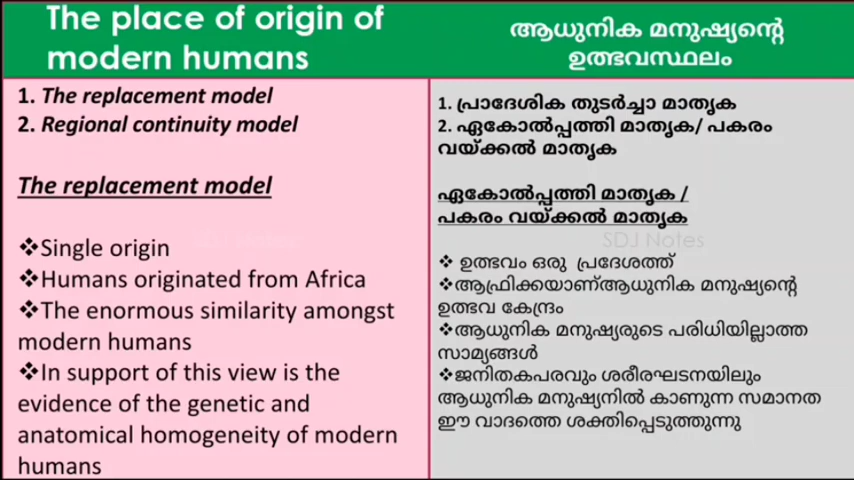 The place of origin of
modern humans
1. The replacement model
2. Regional continuity model
The replacement model
❖Single origin
❖Humans originated from Africa
❖The enormous similarity amongst
modern humans
❖In support of this view is the
evidence of the genetic and
anatomical homogeneity of modern
humans
ആധുനിക മനുഷ്യന്റെ
ഉത്ഭവസ്ഥലം
1. പ്രാദേശിക തുടർച്ചാ മാതൃക
2. ഏകോൽപ്പത്തി മാതൃക/ പകരം
വയ്ക്കൽ മാതൃക
ഏകോൽപ്പത്തി മാതൃക /
പകരം വയ്ക്കൽ മാതൃക
SDJ Notes
❖ ഉത്ഭവം ഒരു പ്രദേശത്ത്
❖ആഫ്രിക്കയാണ്ആധുനിക മനുഷ്യന്റെ
ഉത്ഭവ കേന്ദ്രം
❖ആധുനിക മനുഷ്യരുടെ പരിധിയില്ലാത്ത
സാമ്യങ്ങൾ
❖ജനിതകപരവും ശരീരഘടനയിലും
ആധുനിക മനുഷ്യനിൽ കാണുന്ന സമാനത
ഈ വാദത്തെ ശക്തിപ്പെടുത്തുന്നു